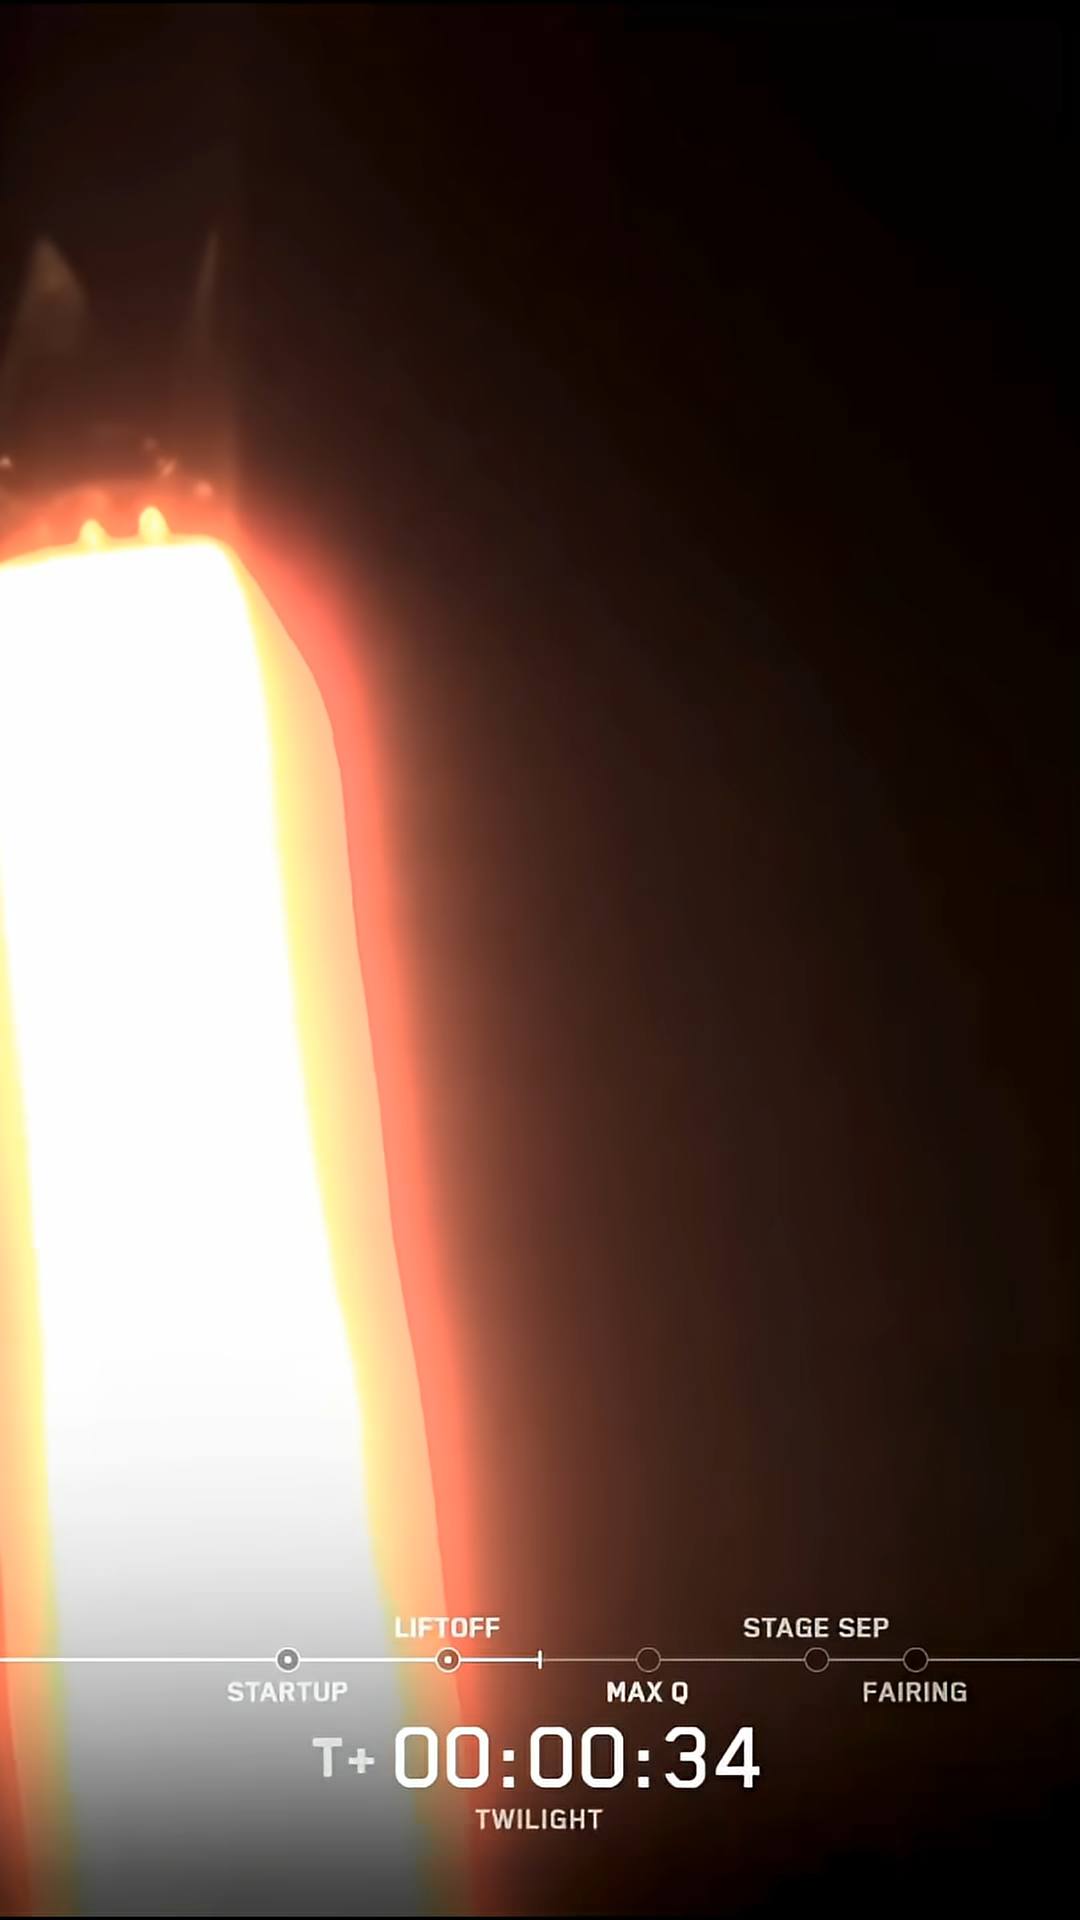 LIFTOFF
STAGE SEP
STARTUP
MAX Q
FAIRING
T+ 00:00:34
TWILIGHT